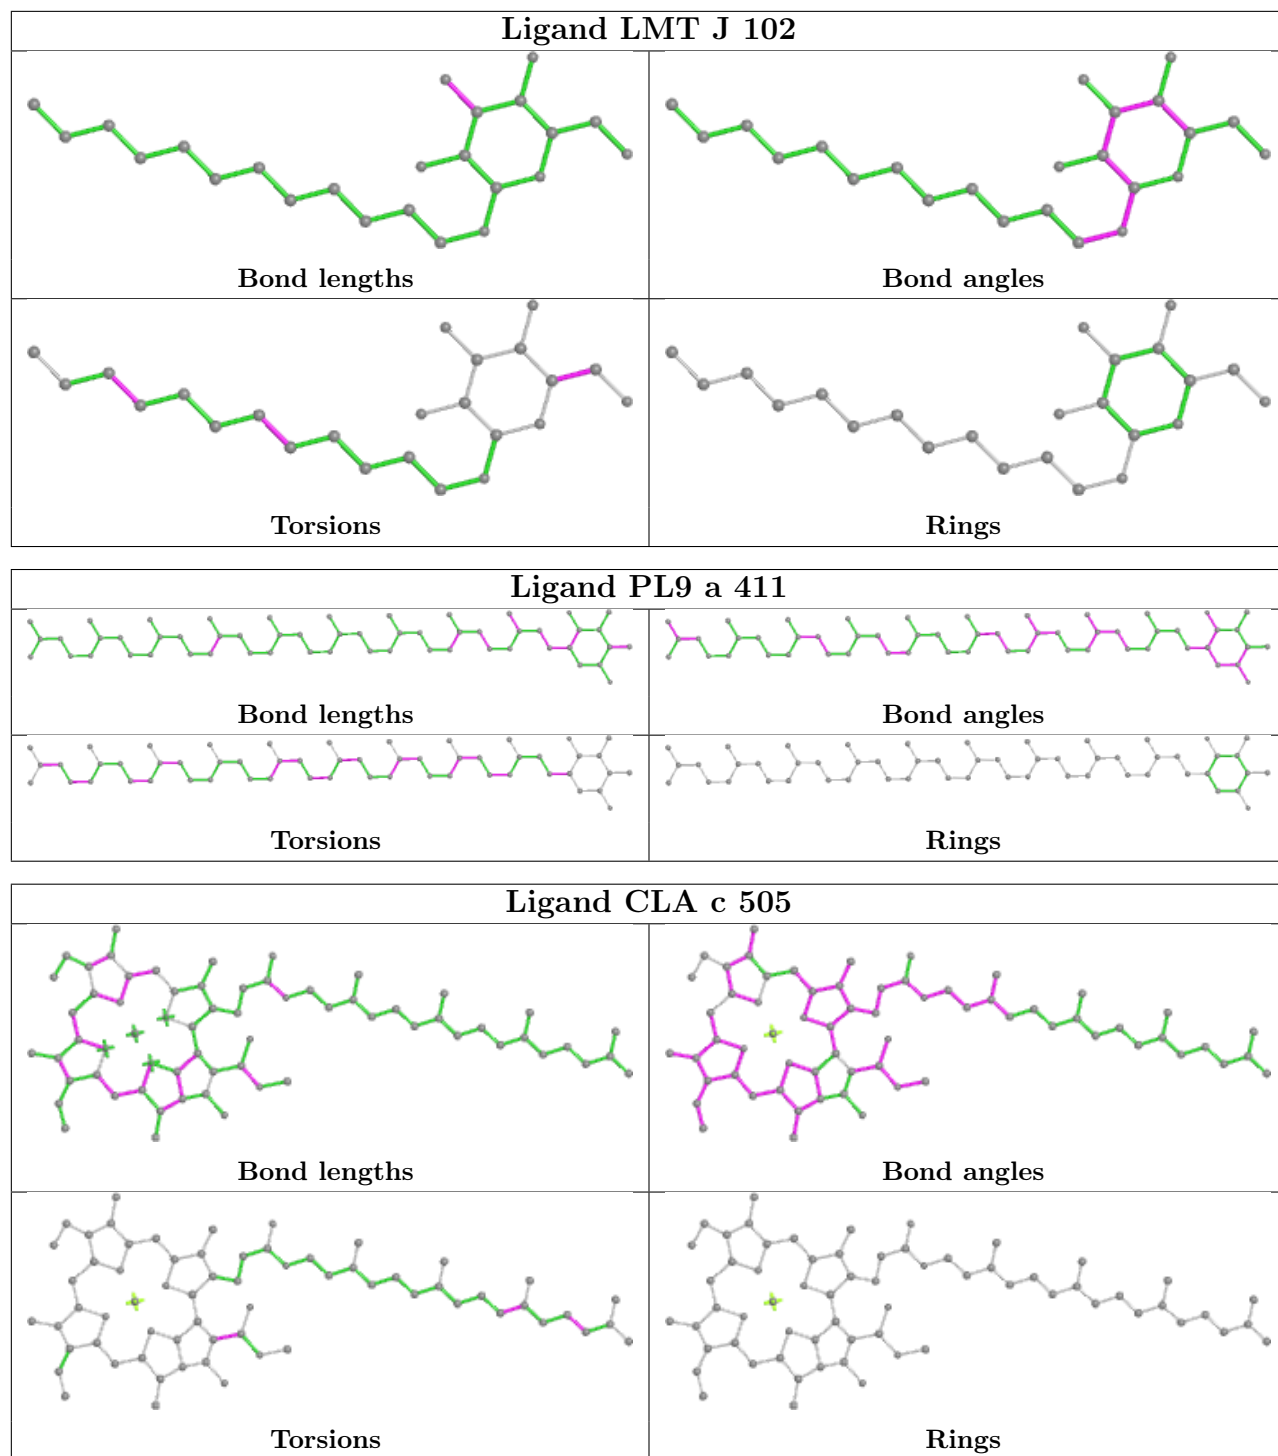 Ligand LMT J 102
Bond lengths
Bond angles
Torsions
Rings
Ligand PL9 a 411
Bond lengths
Bond angles
Torsions
Rings
Ligand CLA c 505
Bond lengths
Bond angles
Torsions
Rings